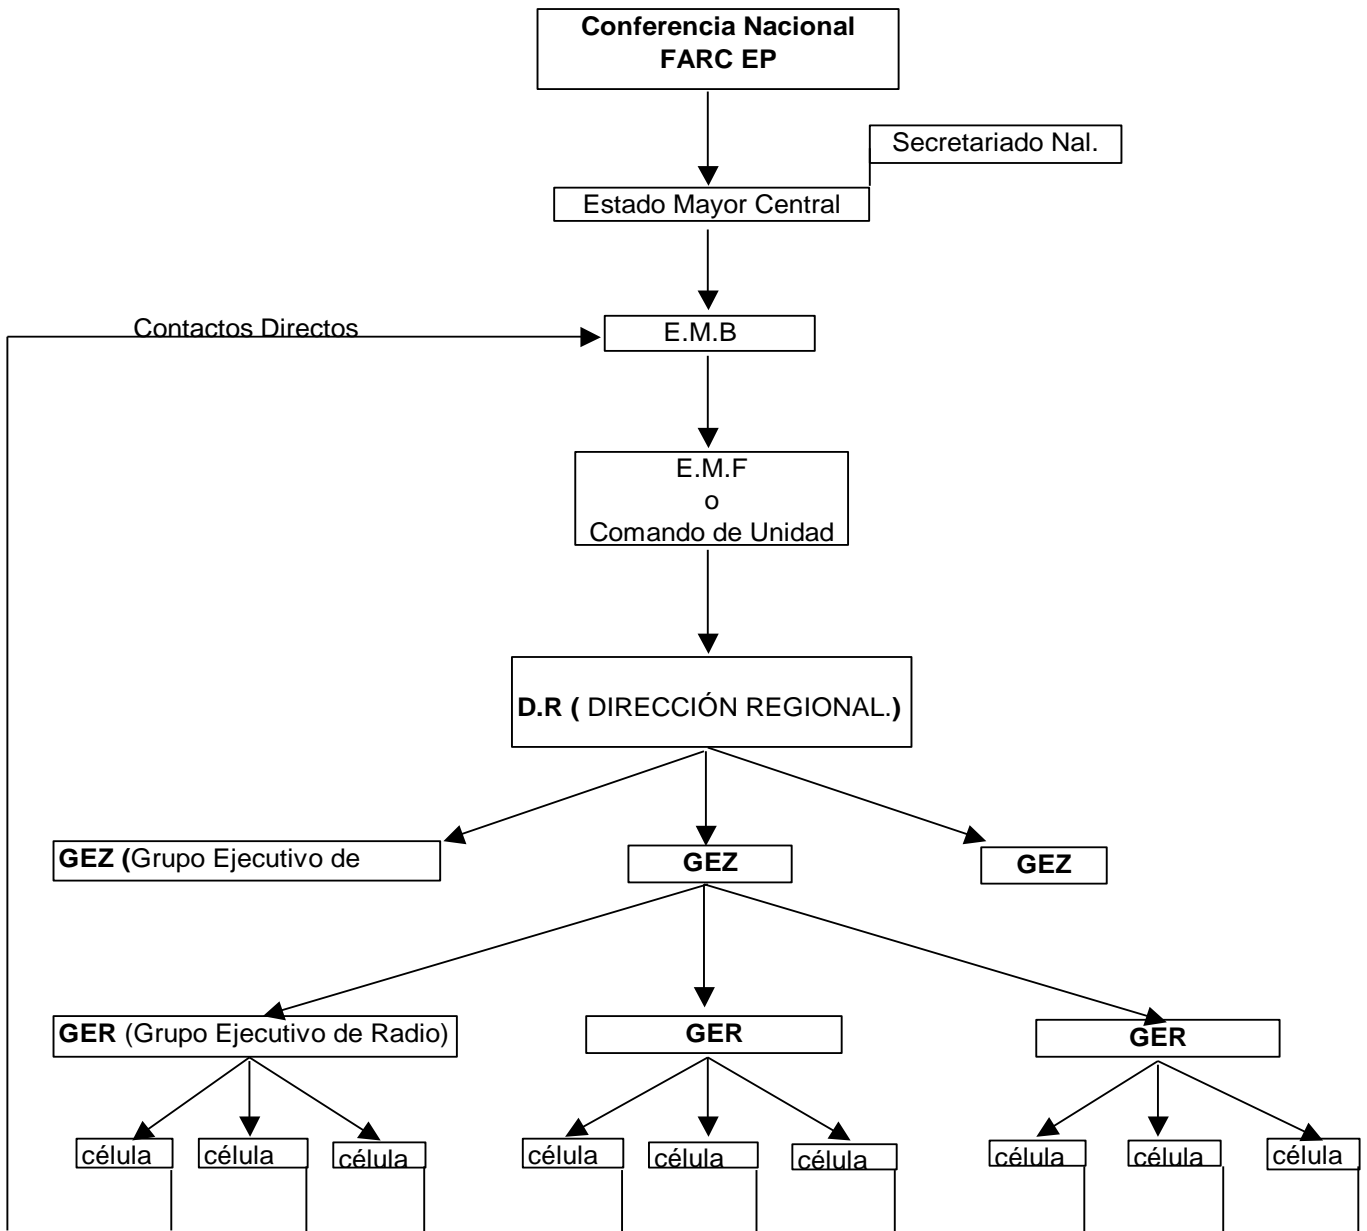 Conferencia Nacional
FARC EP
Secretariado Nal.
Estado Mayor Central
Contactos Directos
E.M.B
E.M.F
o
Comando de Unidad
D.R ( DIRECCIÓN REGIONAL.)
GEZ (Grupo Ejecutivo de
GEZ
GEZ
GER (Grupo Ejecutivo de Radio)
GER
GER
célula
célula
célula
célula
célula
célula
célula
célula
célula